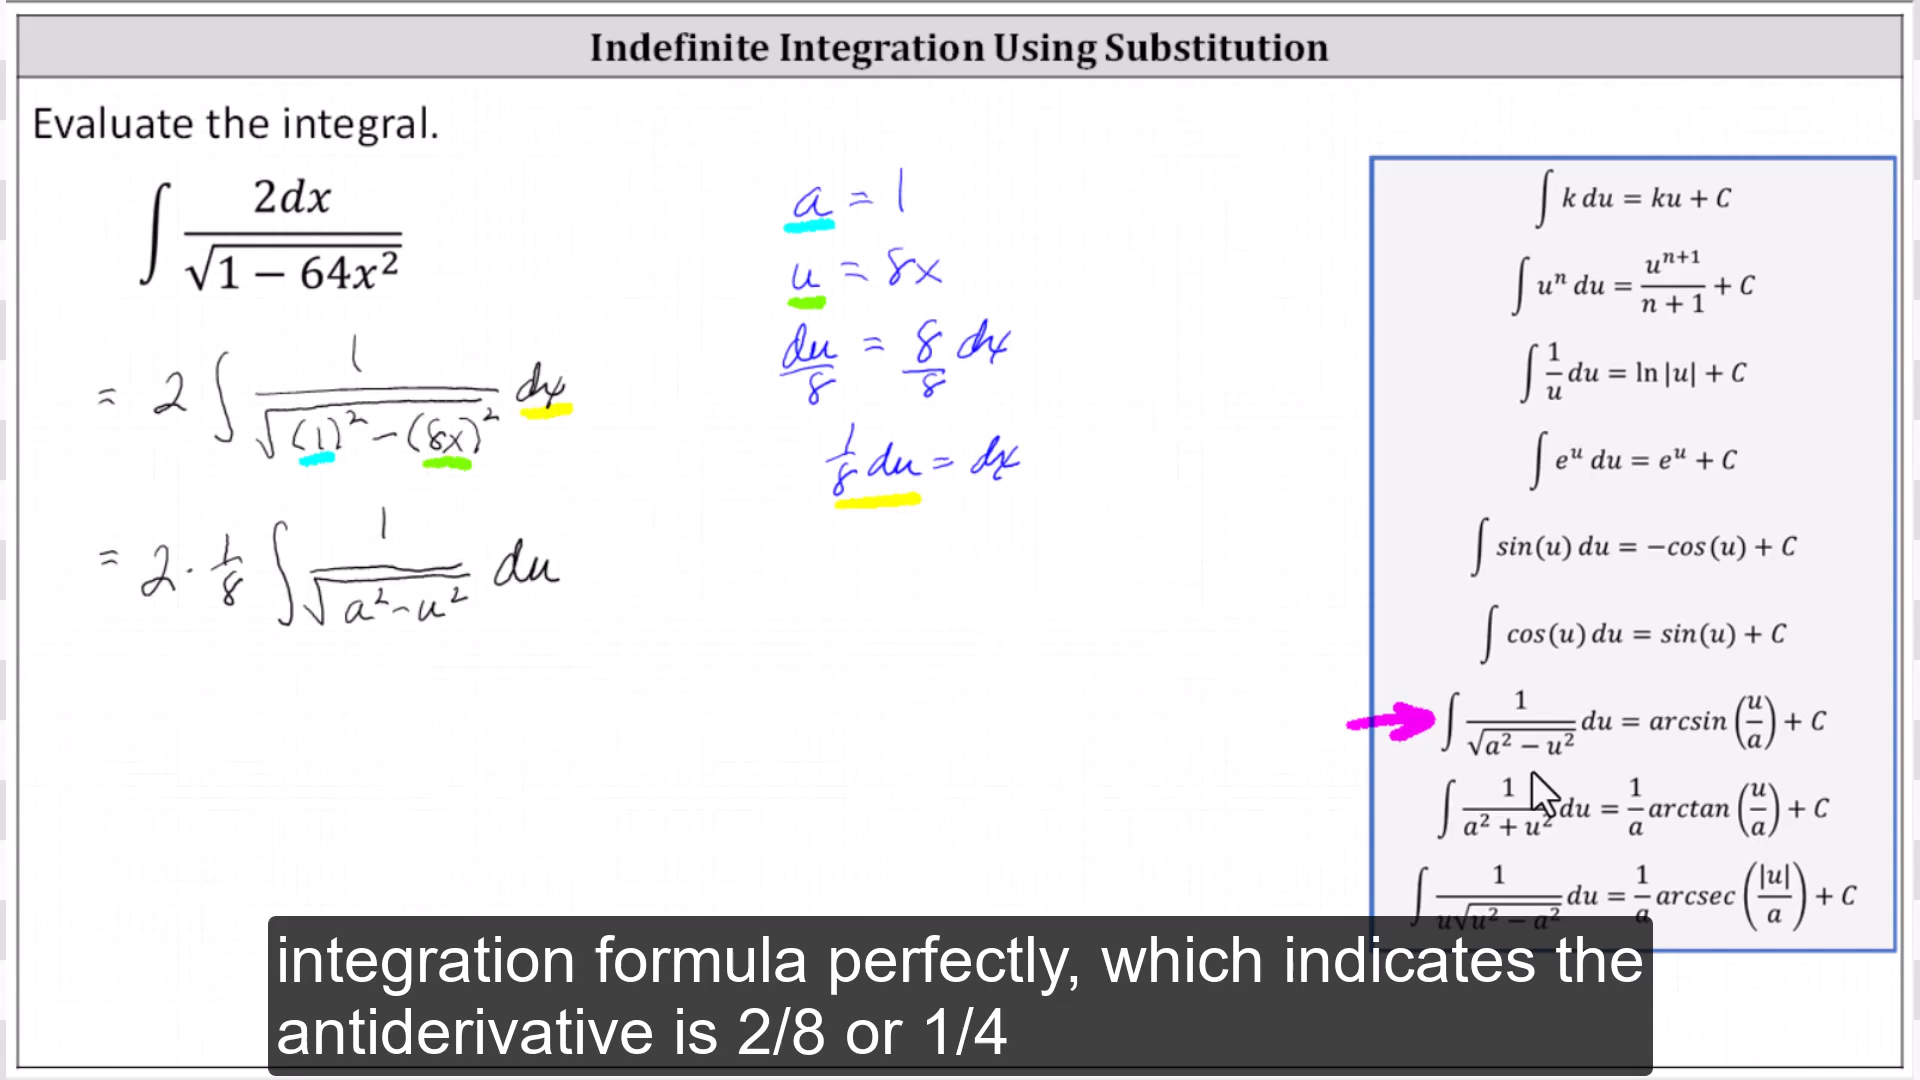 Indefinite Integration Using Substitution
Evaluate the integral.
∫ 2dx / √(1 − 64x²)
= 2 ∫ 1 / √((1)² − (8x)²) dx
= 2 · 1/8 ∫ 1 / √(a² − u²) du
a = 1
u = 8x
du/8 = 8/8 dx
1/8 du = dx
∫ k du = ku + C
∫ uⁿ du = uⁿ⁺¹ / (n + 1) + C
∫ 1/u du = ln |u| + C
∫ eᵘ du = eᵘ + C
∫ sin(u) du = −cos(u) + C
∫ cos(u) du = sin(u) + C
∫ 1 / √(a² − u²) du = arcsin (u/a) + C
∫ 1 / (a² + u²) du = 1/a arctan (u/a) + C
∫ 1 / (u√(u² − a²)) du = 1/a arcsec (|u|/a) + C
integration formula perfectly, which indicates the
antiderivative is 2/8 or 1/4